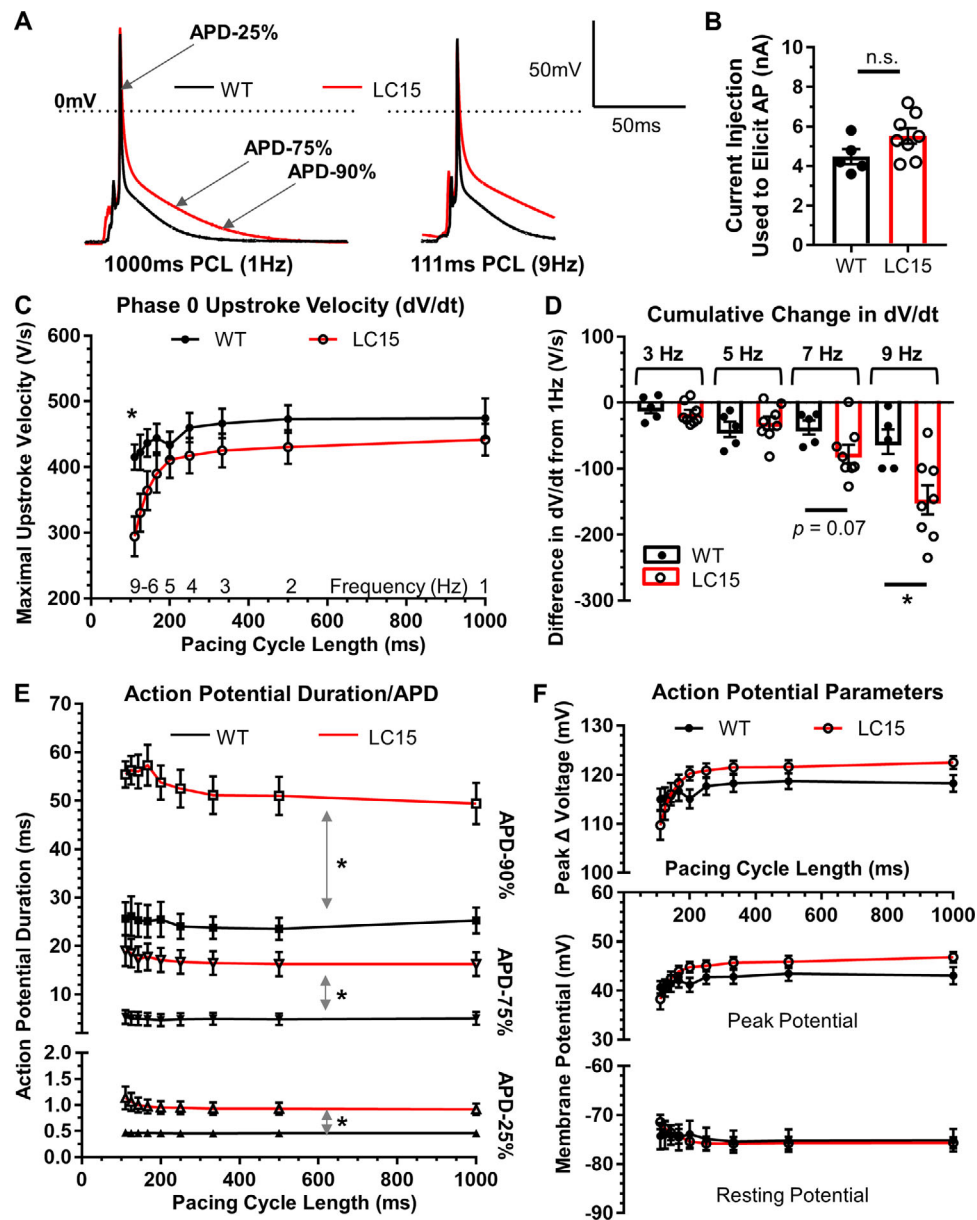 A
APD-25%
WT
LC15
0mV
APD-75%
APD-90%
50mV
50ms
1000ms PCL (1Hz)
111ms PCL (9Hz)
B
Current Injection
Used to Elicit AP (nA)
10
8
6
4
2
0
n.s.
WT
LC15
C
Phase 0 Upstroke Velocity (dV/dt)
WT
LC15
Maximal Upstroke Velocity (V/s)
600
500
400
300
200
*
9-6 5 4 3 2 Frequency (Hz) 1
0 200 400 600 800 1000
Pacing Cycle Length (ms)
D
Cumulative Change in dV/dt
3 Hz 5 Hz 7 Hz 9 Hz
Difference in dV/dt from 1Hz (V/s)
100
0
-100
-200
-300
p = 0.07
WT
LC15
*
E
Action Potential Duration/APD
WT
LC15
Action Potential Duration (ms)
70
60
50
40
30
20
10
*
*
APD-90%
APD-75%
2.0
1.5
1.0
0.5
0.0
*
APD-25%
0 200 400 600 800 1000
Pacing Cycle Length (ms)
F
Action Potential Parameters
WT
LC15
Peak Δ Voltage (mV)
130
120
110
100
Pacing Cycle Length (ms)
200 400 600 800 1000
Membrane Potential (mV)
60
50
40
30
Peak Potential
-60
-70
-80
-90
Resting Potential